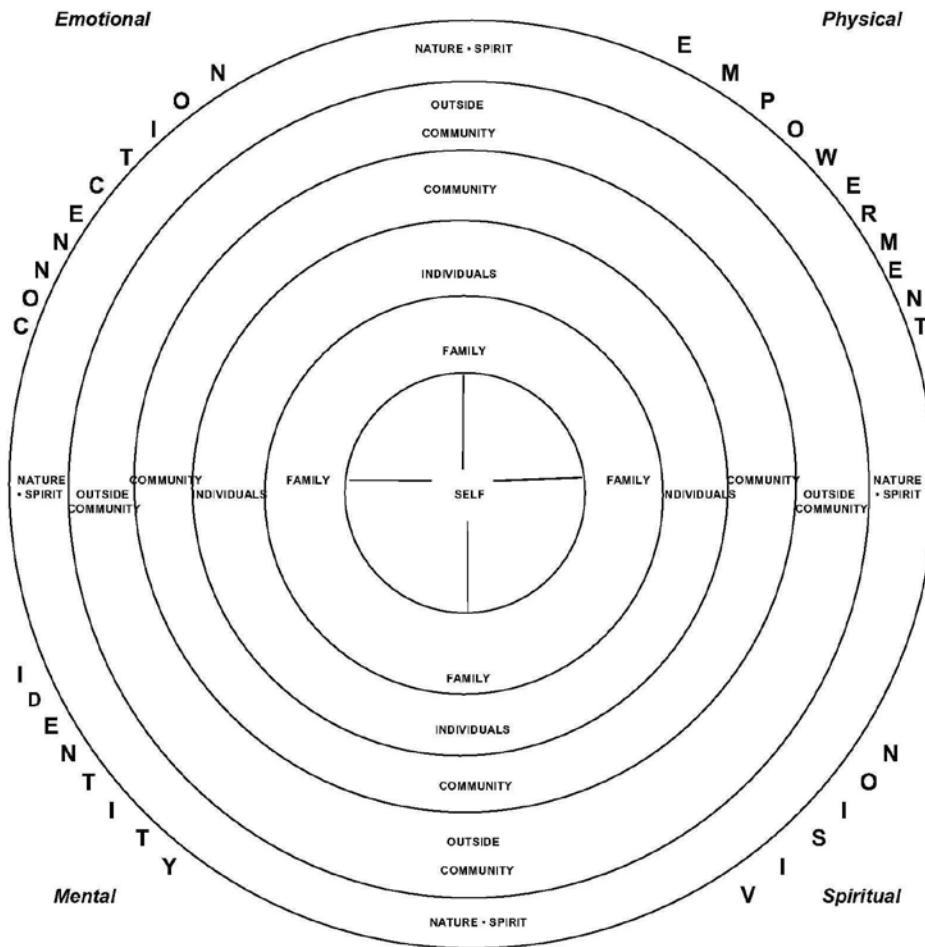 Emotional
Physical
CONNECTION
EMPOWERMENT
NATURE • SPIRIT
OUTSIDE
COMMUNITY
COMMUNITY
INDIVIDUALS
FAMILY
NATURE
• SPIRIT
OUTSIDE
COMMUNITY
COMMUNITY
INDIVIDUALS
FAMILY
SELF
FAMILY
INDIVIDUALS
COMMUNITY
OUTSIDE
COMMUNITY
NATURE
• SPIRIT
FAMILY
INDIVIDUALS
COMMUNITY
OUTSIDE
COMMUNITY
NATURE • SPIRIT
IDENTITY
VISION
Mental
Spiritual